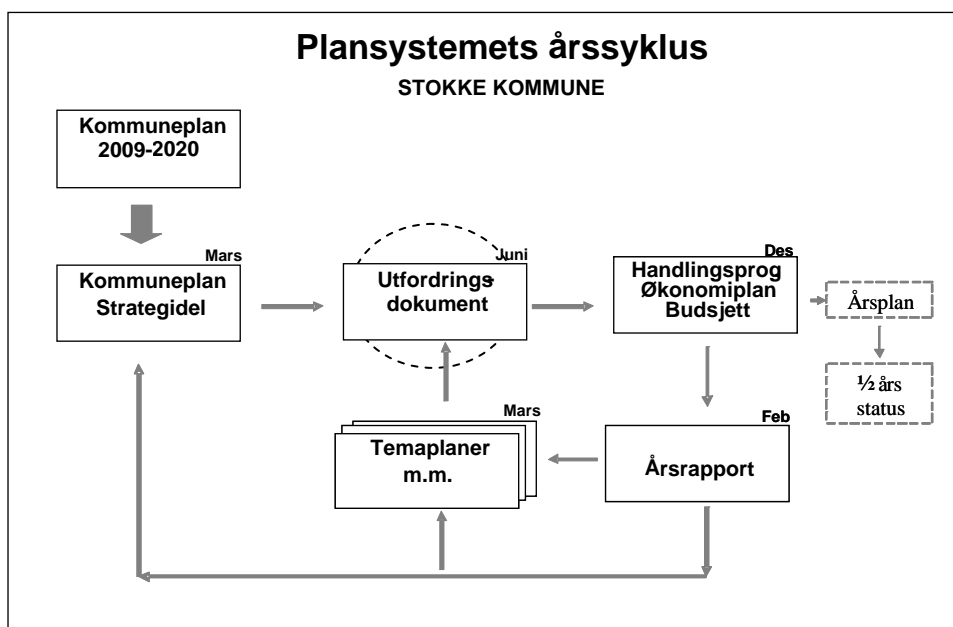 Plansystemets årssyklus
STOKKE KOMMUNE
Kommuneplan
2009-2020
Mars
Kommuneplan
Strategidel
Juni
Utfordrings-
dokument
Des
Handlingsprog
Økonomiplan
Budsjett
Årsplan
½ års
status
Mars
Temaplaner
m.m.
Feb
Årsrapport